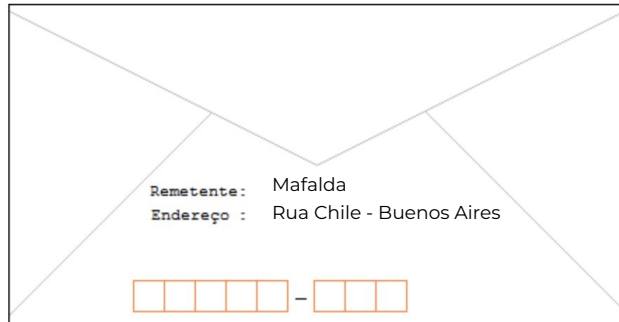 Remetente: Mafalda
Endereço : Rua Chile - Buenos Aires
–